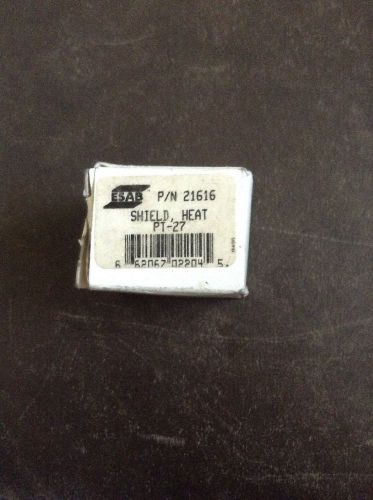 ESAB P/N 21616
SHIELD, HEAT
PT-27
6 62067 02204 5